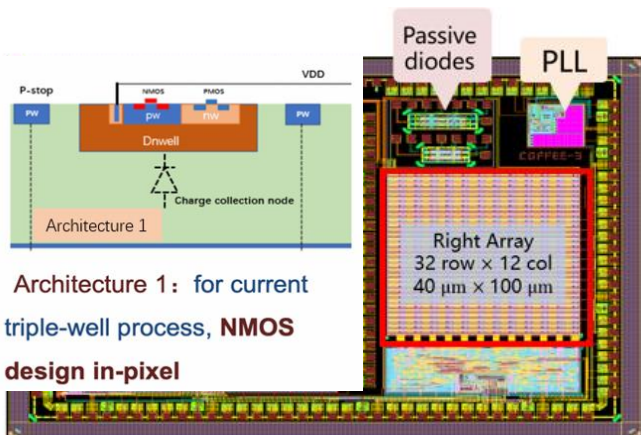 Passive
diodes
PLL
VDD
P-stop
NMOS
PMOS
PW
pw
nw
PW
Dnwell
Charge collection node
Architecture 1
COFFEE-3
Right Array
32 row × 12 col
40 μm × 100 μm
Architecture 1：for current
triple-well process, NMOS
design in-pixel